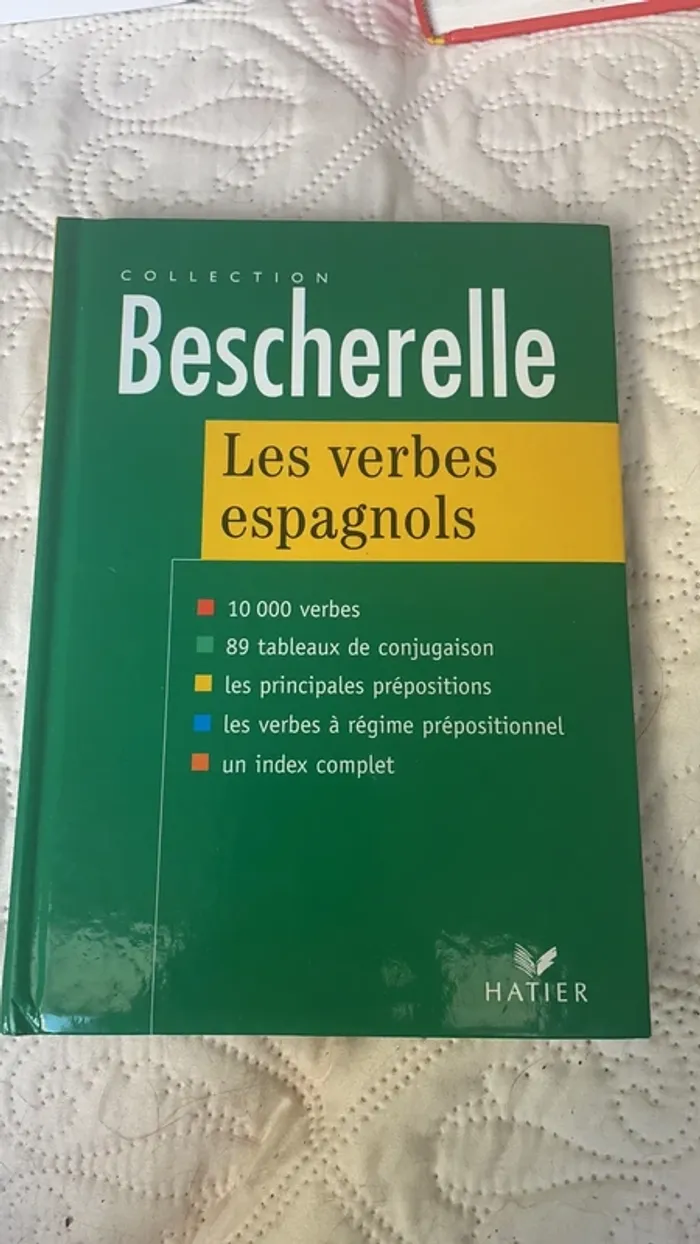 COLLECTION
Bescherelle
Les verbes
espagnols
10 000 verbes
89 tableaux de conjugaison
les principales prépositions
les verbes à régime prépositionnel
un index complet
HATIER